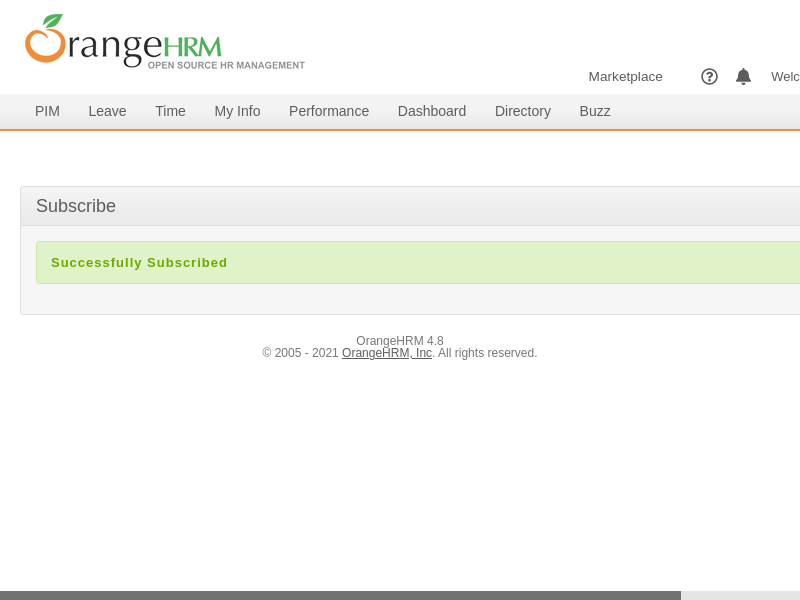 OrangeHRM
OPEN SOURCE HR MANAGEMENT
Marketplace
PIM Leave Time My Info Performance Dashboard Directory Buzz
Subscribe
Successfully Subscribed
OrangeHRM 4.8
© 2005 - 2021 OrangeHRM, Inc. All rights reserved.